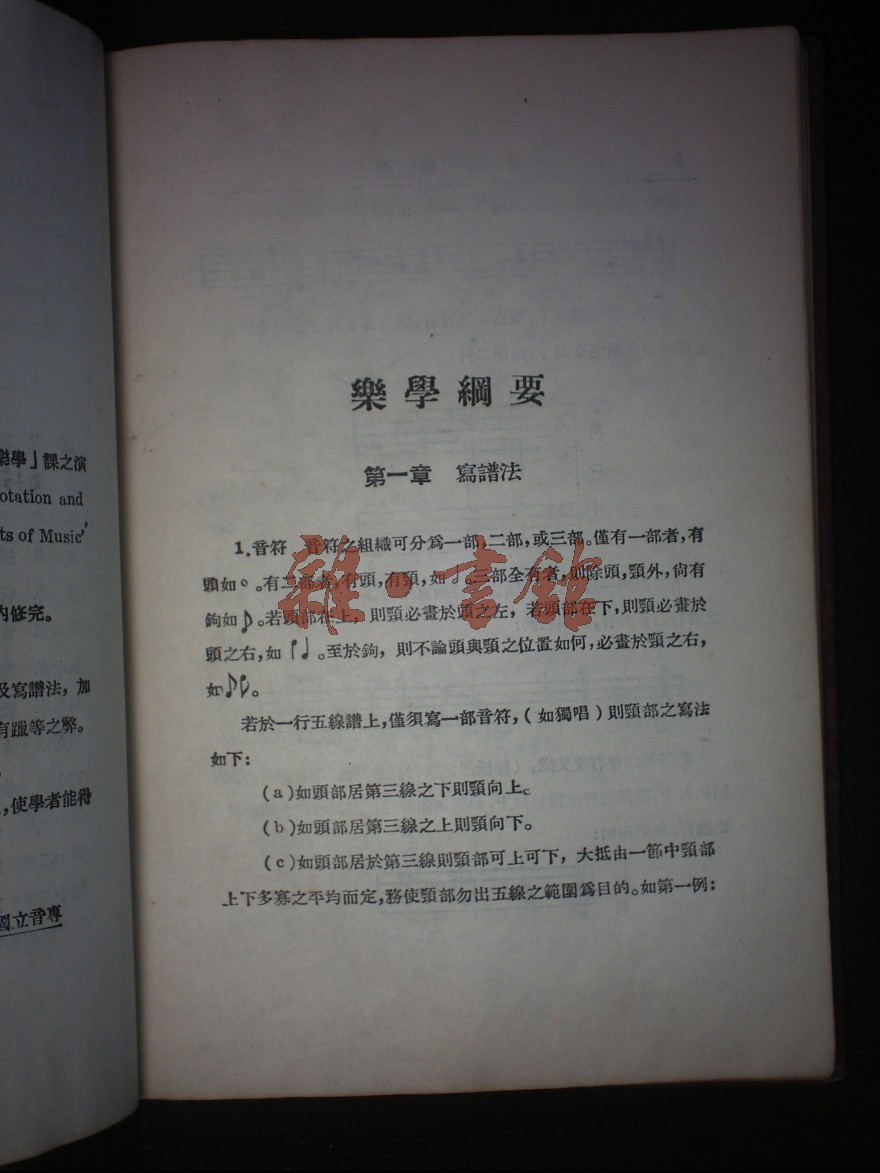 樂學」課之演
otation and
ts of Music'’
內修完。
及寫譜法，加
有躐等之弊。
，使學者能得
國立音專
樂學綱要
第一章 寫譜法
1.音符 音符之組織可分爲一部，二部，或三部。僅有一部者，有
頭如。有二部者，有頭，有頸，如♩。三部全有者，則除頭，頸外，尙有
鉤如♪。若頭部在上，則頸必畫於頭之左，若頭部在下，則頸必畫於
頭之右，如。至於鉤，則不論頭與頸之位置如何，必畫於頸之右，
如♪。
若於一行五線譜上，僅須寫一部音符，（如獨唱）則頸部之寫法
如下：
(a)如頭部居第三線之下則頸向上。
(b)如頭部居第三線之上則頸向下。
(c)如頭部居於第三線則頸部可上可下，大抵由一節中頸部
上下多寡之平均而定，務使頸部勿出五線之範圍爲目的。如第一例：
雜·書館